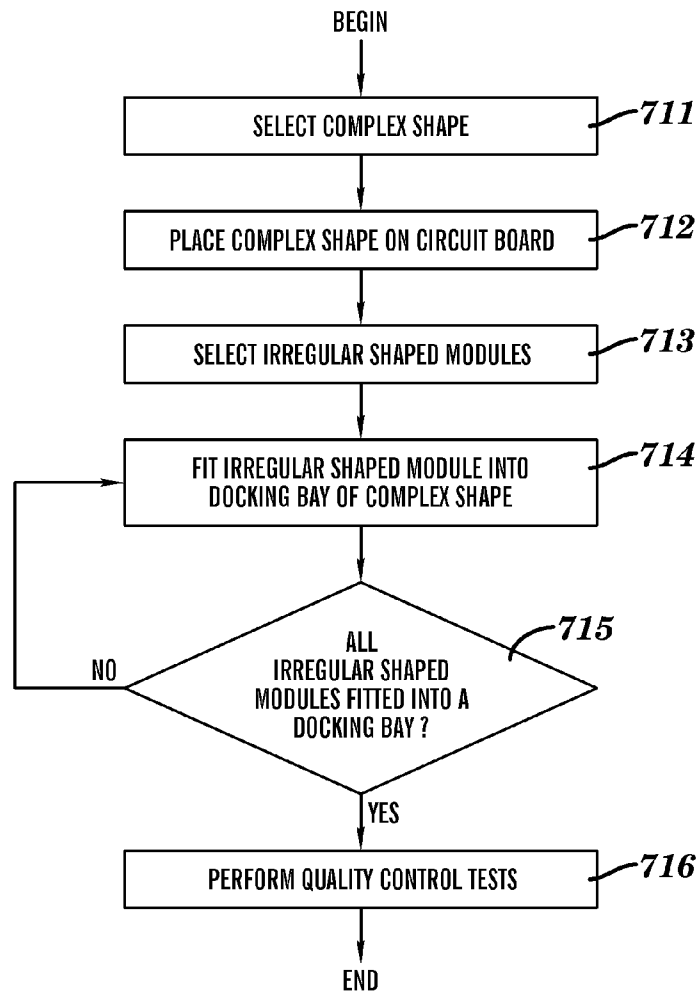 BEGIN
SELECT COMPLEX SHAPE
711
PLACE COMPLEX SHAPE ON CIRCUIT BOARD
712
SELECT IRREGULAR SHAPED MODULES
713
FIT IRREGULAR SHAPED MODULE INTO
DOCKING BAY OF COMPLEX SHAPE
714
ALL
IRREGULAR SHAPED
MODULES FITTED INTO A
DOCKING BAY ?
715
NO
YES
PERFORM QUALITY CONTROL TESTS
716
END